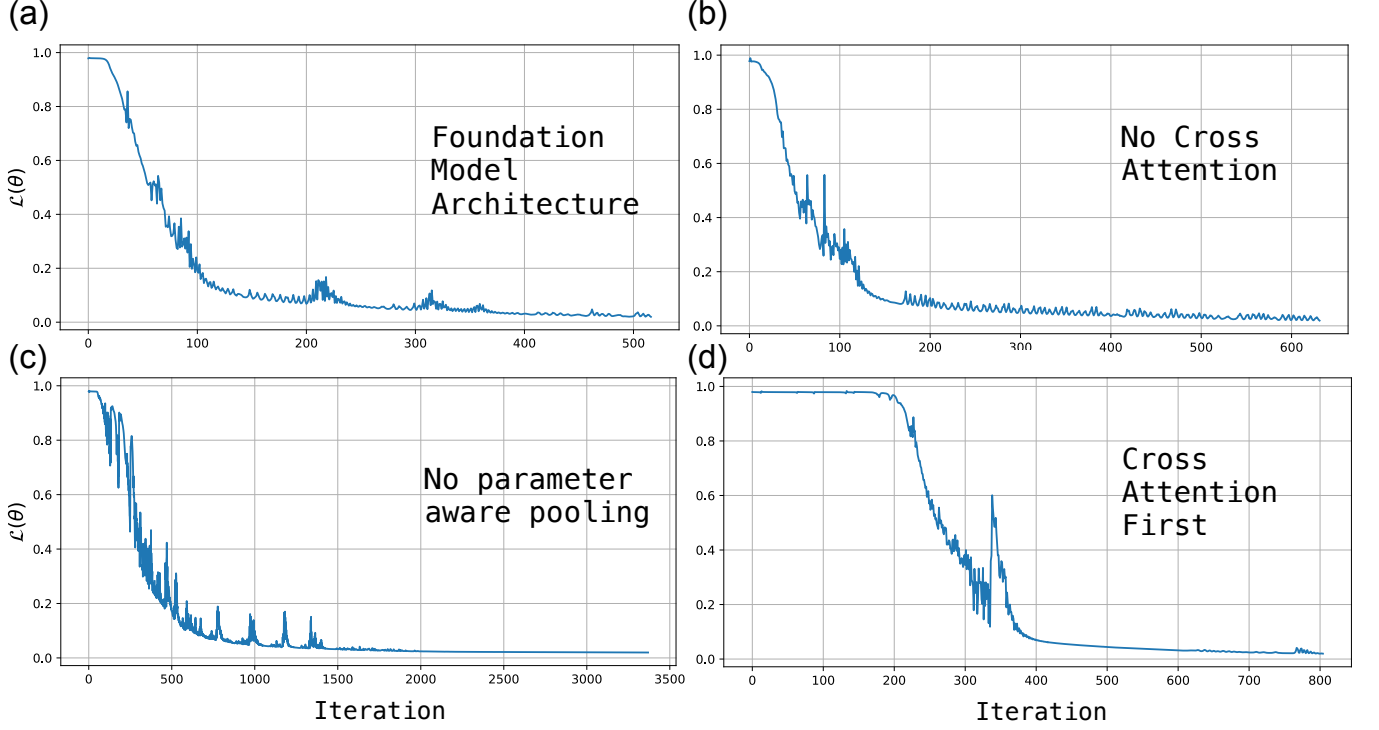 (a)
1.0
0.8
0.6
0.4
0.2
0.0
ℒ(θ)
Foundation
Model
Architecture
0 100 200 300 400 500
(b)
1.0
0.8
0.6
0.4
0.2
0.0
No Cross
Attention
0 100 200 300 400 500 600
(c)
1.0
0.8
0.6
0.4
0.2
0.0
ℒ(θ)
No parameter
aware pooling
0 500 1000 1500 2000 2500 3000 3500
Iteration
(d)
1.0
0.8
0.6
0.4
0.2
0.0
Cross
Attention
First
0 100 200 300 400 500 600 700 800
Iteration